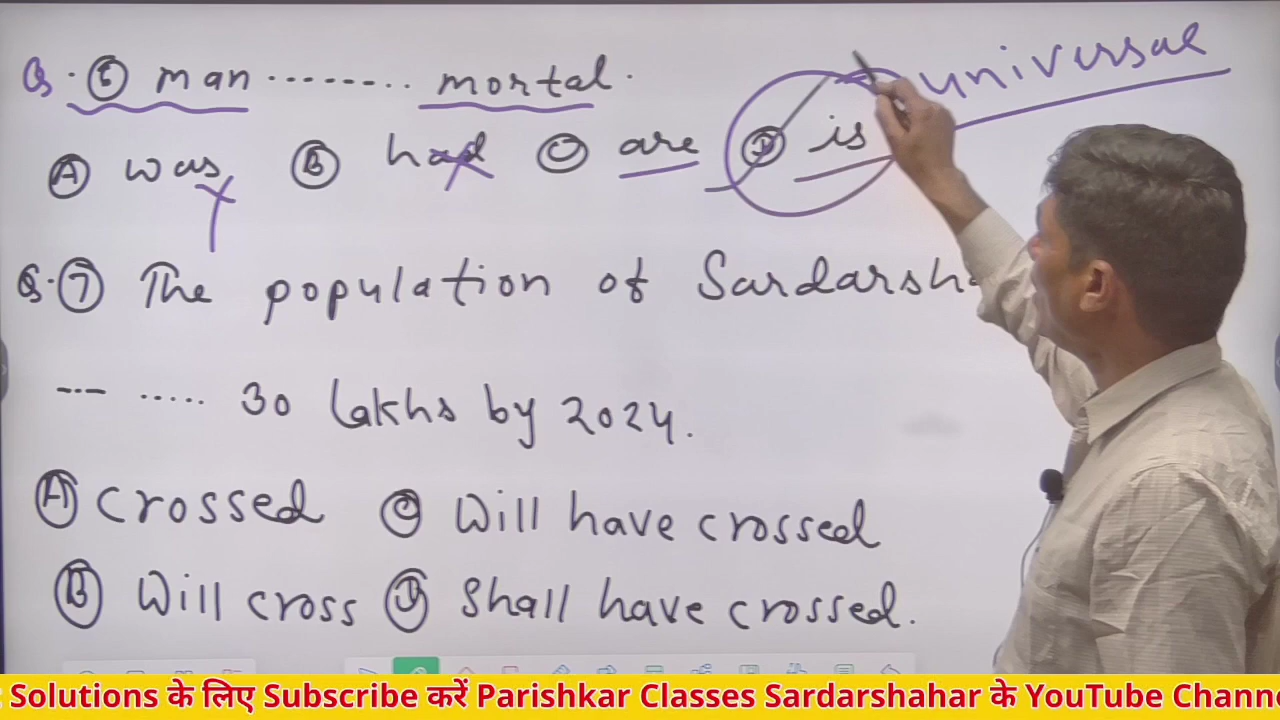 Q. 6 man .......... mortal. universal
A was B had C are D is
Q. 7 The population of Sardarsh
--- ..... 30 lakhs by 2024.
A crossed C Will have crossed
B Will cross D Shall have crossed.
Solutions के लिए Subscribe करें Parishkar Classes Sardarshahar के YouTube Channe